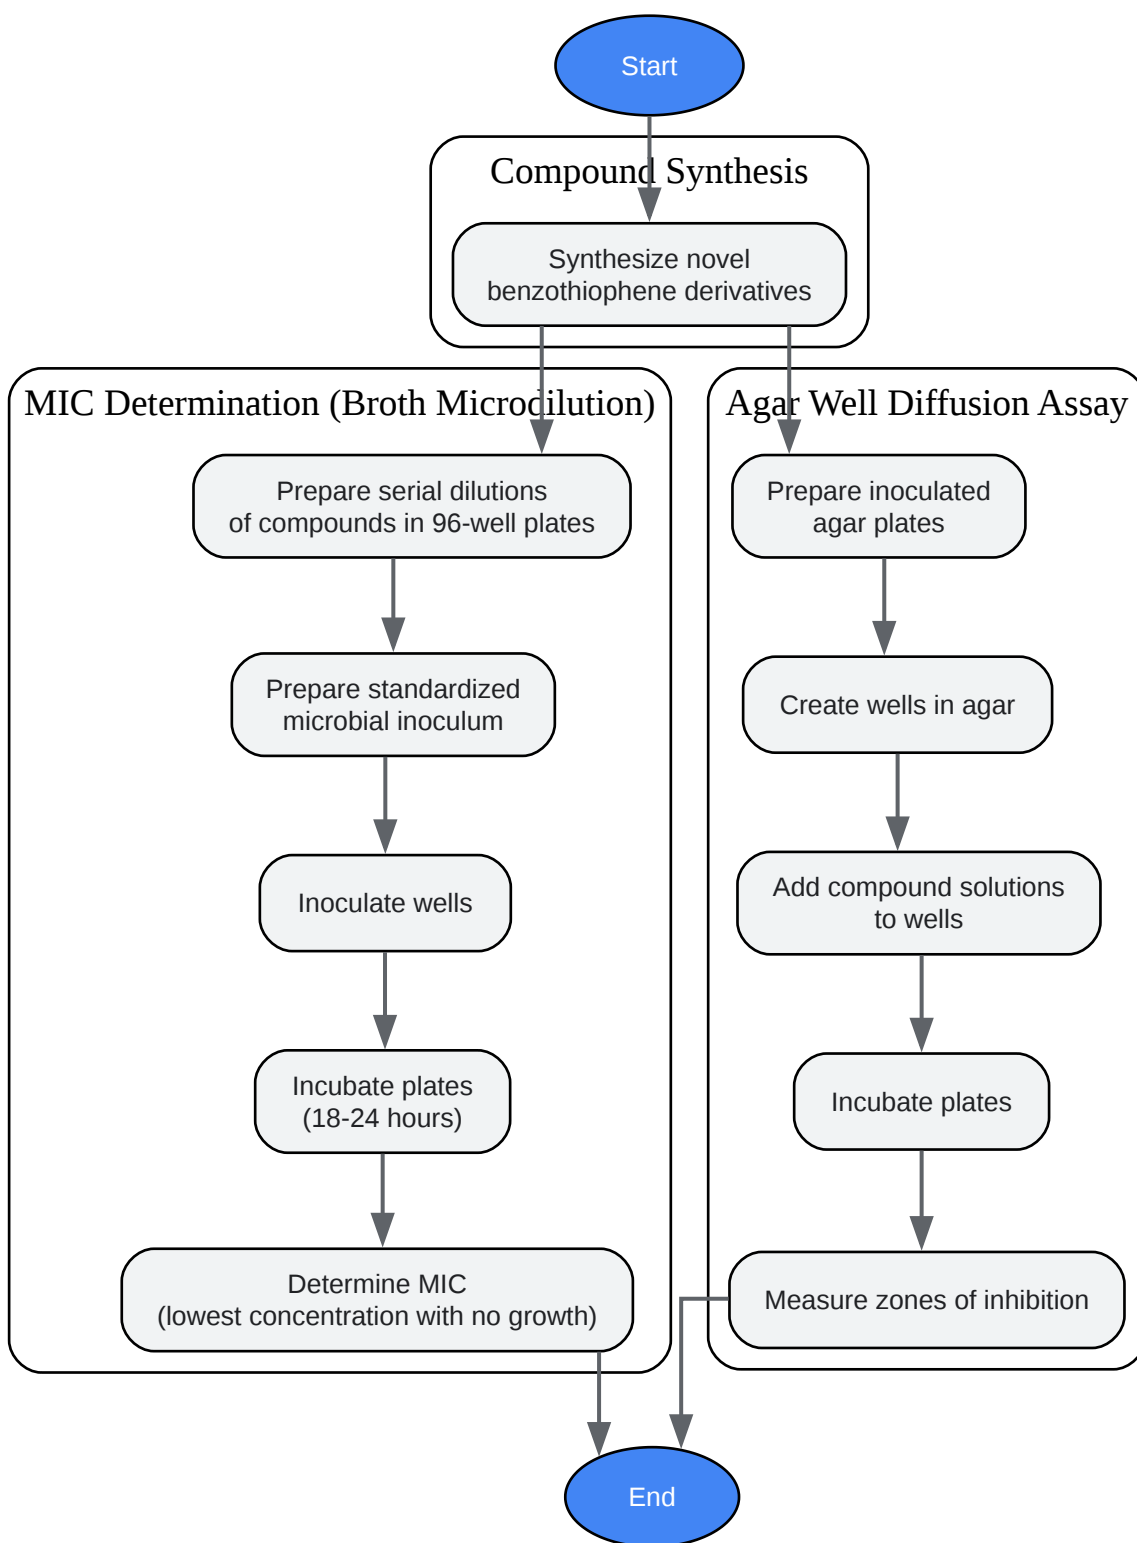 Start
Compound Synthesis
Synthesize novel
benzothiophene derivatives
MIC Determination (Broth Microdilution)
Prepare serial dilutions
of compounds in 96-well plates
Prepare standardized
microbial inoculum
Inoculate wells
Incubate plates
(18-24 hours)
Determine MIC
(lowest concentration with no growth)
Agar Well Diffusion Assay
Prepare inoculated
agar plates
Create wells in agar
Add compound solutions
to wells
Incubate plates
Measure zones of inhibition
End